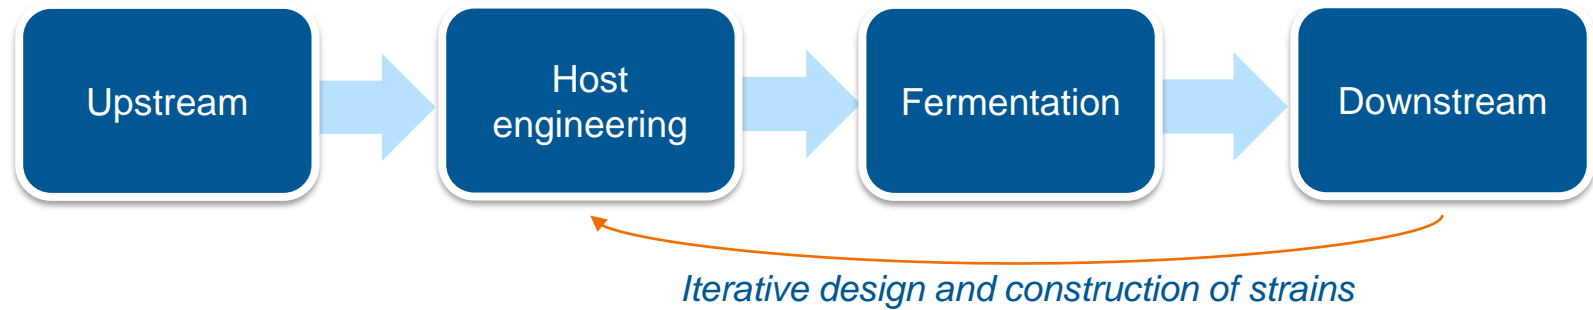 Upstream
Host
engineering
Fermentation
Downstream
Iterative design and construction of strains